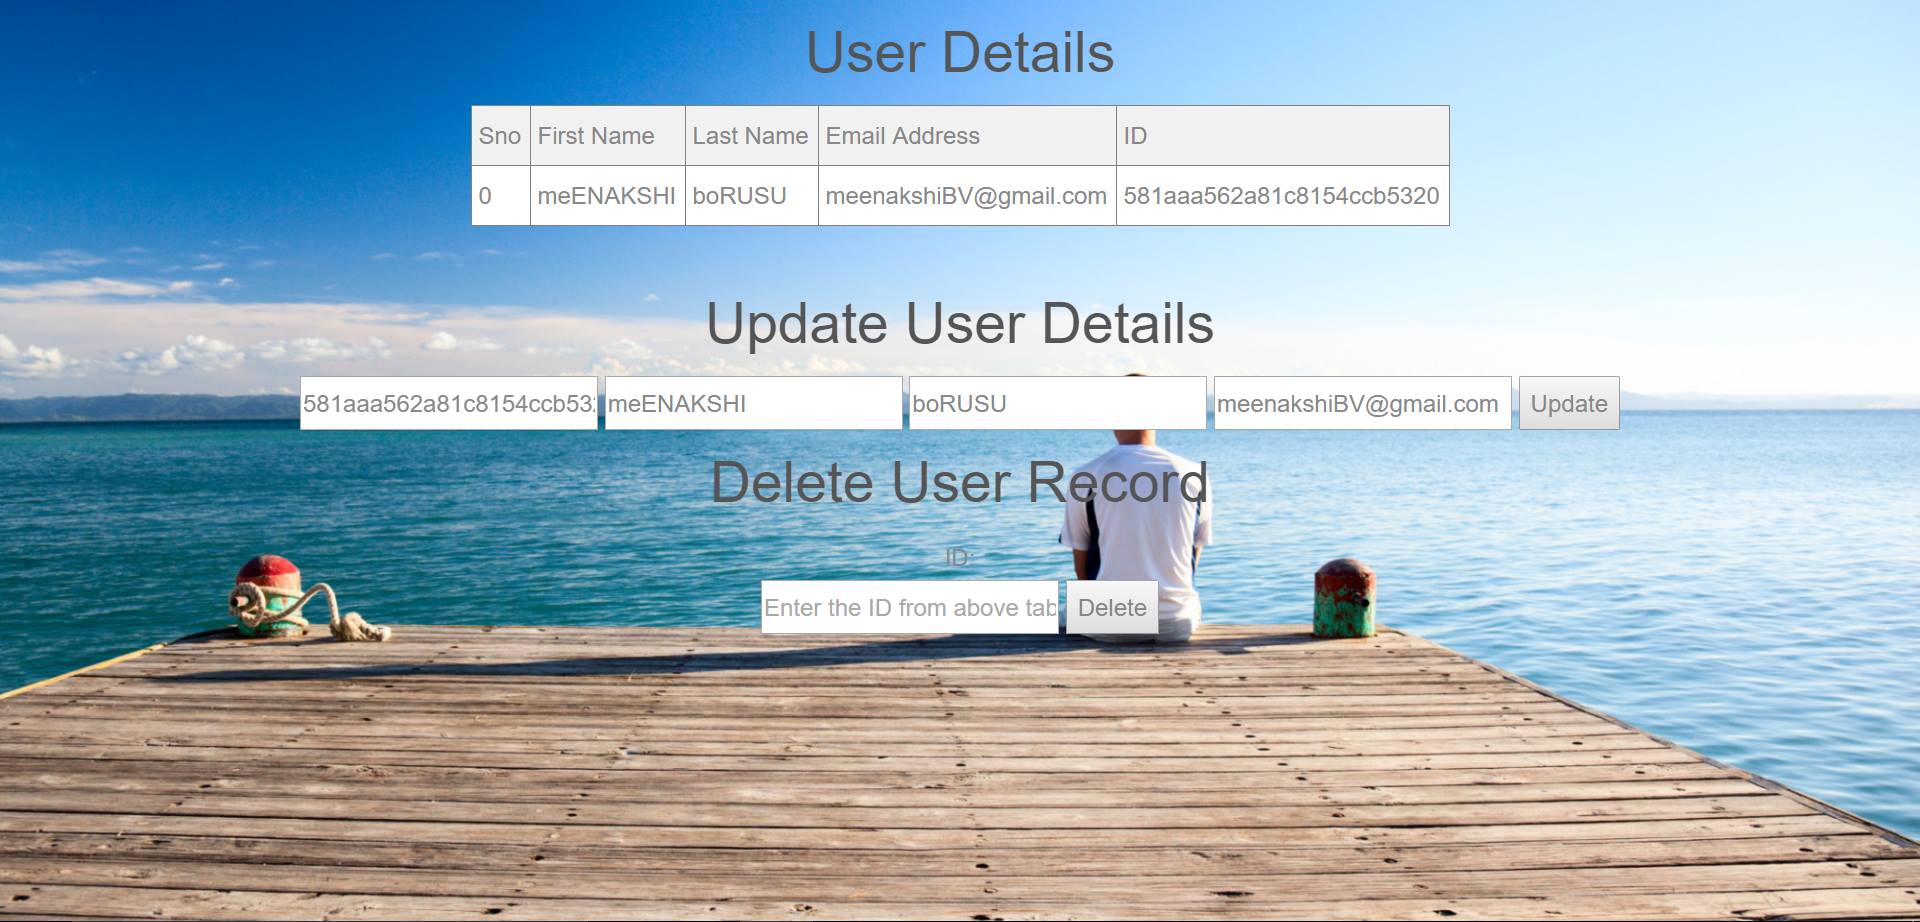 User Details
Sno First Name Last Name Email Address ID
0 meENAKSHI boRUSU meenakshiBV@gmail.com 581aaa562a81c8154ccb5320
Update User Details
581aaa562a81c8154ccb532 meENAKSHI boRUSU meenakshiBV@gmail.com Update
Delete User Record
ID:
Enter the ID from above tab Delete